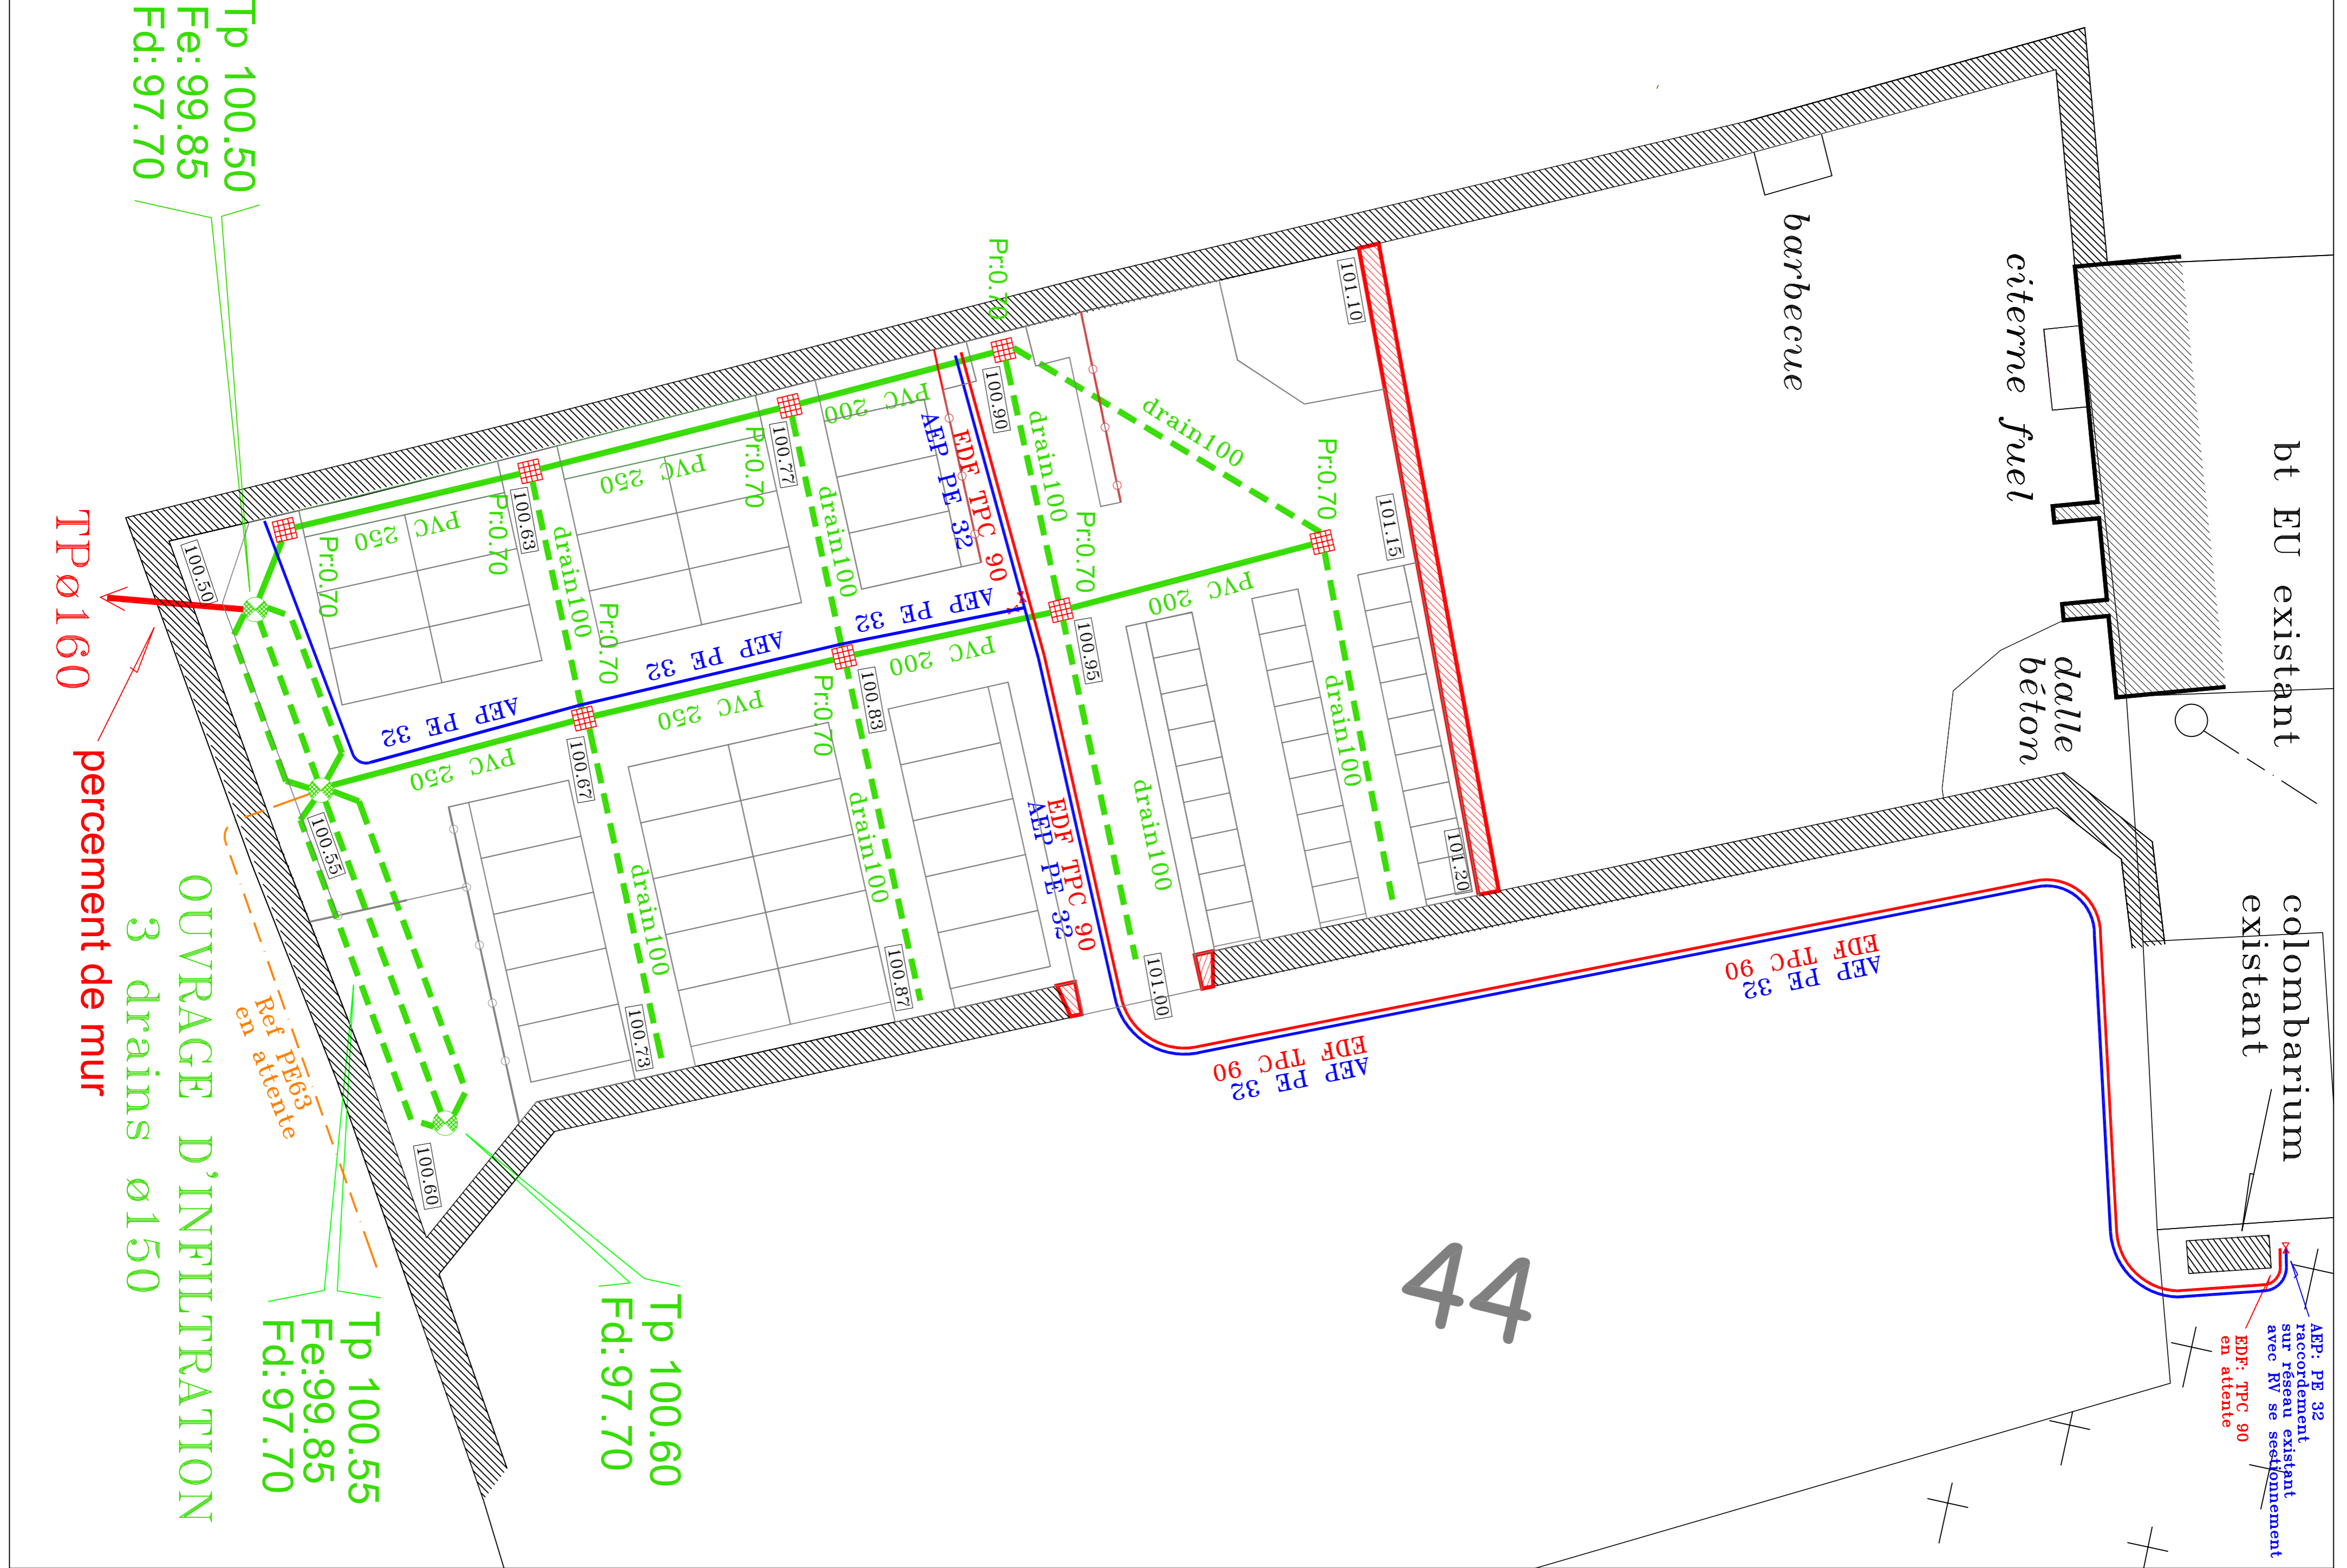 Tp 100.50
Fe:99.85
Fd:97.70
TPø160
percement de mur
OUVRAGE D'INFILTRATION
3 drains ø150
Ref PE63
en attente
Tp 100.55
Fe:99.85
Fd:97.70
Tp 100.60
Fd:97.70
barbecue
citerne fuel
bt EU existant
dalle
béton
colombarium
existant
AEP: PE 32
raccordement
sur réseau existant
avec RV se seetionnement
EDF: TPC 90
en attente
44
Pr:0.70
Pr:0.70
Pr:0.70
Pr:0.70
Pr:0.70
Pr:0.70
Pr:0.70
Pr:0.70
101.10
101.15
101.20
100.90
100.95
101.00
100.77
100.83
100.87
100.63
100.67
100.73
100.50
100.55
100.60
PVC 200
PVC 250
PVC 250
PVC 200
PVC 200
PVC 250
PVC 250
drain100
drain100
drain100
drain100
drain100
drain100
drain100
drain100
AEP PE 32
AEP PE 32
AEP PE 32
EDF TPC 90
AEP PE 32
EDF TPC 90
AEP PE 32
EDF TPC 90
AEP PE 32
EDF TPC 90
AEP PE 32